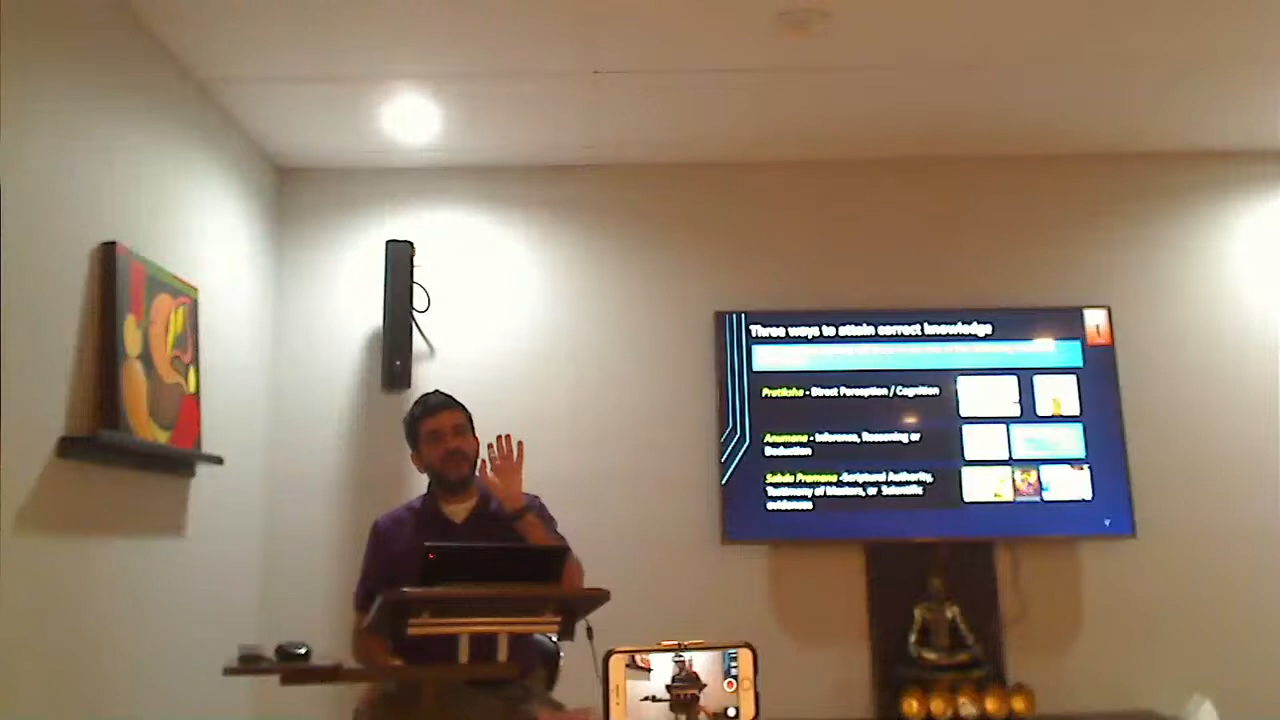 Three ways to attain correct knowledge
Pratiksha - Direct Perception / Cognition
Anumana - Inference, Reasoning or
Deduction
Sabda Pramana - Scriptural Authority,
Testimony of Masters, or Scientific
Evidences